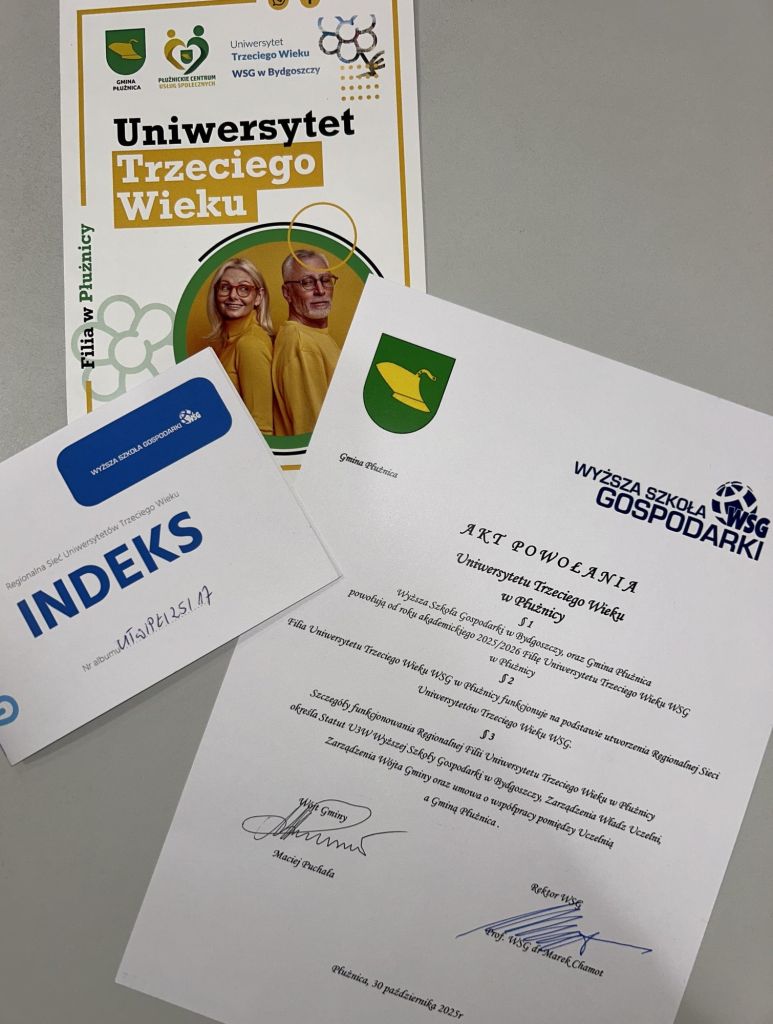 GMINA
PŁUŻNICA
PŁUŻNICKIE CENTRUM
USŁUG SPOŁECZNYCH
Uniwersytet
Trzeciego Wieku
WSG w Bydgoszczy
Uniwersytet
Trzeciego
Wieku
Filia w Płużnicy
WYŻSZA SZKOŁA GOSPODARKI WSG
Regionalna Sieć Uniwersytetów Trzeciego Wieku
INDEKS
Nr albumu
Gmina Płużnica
WYŻSZA SZKOŁA
GOSPODARKI
WSG
AKT POWOŁANIA
Uniwersytetu Trzeciego Wieku
w Płużnicy
§ 1
Wyższa Szkoła Gospodarki w Bydgoszczy, oraz Gmina Płużnica
powołują od roku akademickiego 2025/2026 Filię Uniwersytetu Trzeciego Wieku WSG
w Płużnicy
§ 2
Filia Uniwersytetu Trzeciego Wieku WSG w Płużnicy funkcjonuje na podstawie utworzenia Regionalnej Sieci
Uniwersytetów Trzeciego Wieku WSG.
§ 3
Szczegóły funkcjonowania Regionalnej Filii Uniwersytetu Trzeciego Wieku w Płużnicy
określa Statut U3W Wyższej Szkoły Gospodarki w Bydgoszczy, Zarządzenia Władz Uczelni,
Zarządzenia Wójta Gminy oraz umowa o współpracy pomiędzy Uczelnią
a Gminą Płużnica .
Wójt Gminy
Maciej Puchała
Rektor WSG
Prof. WSG dr Marek Chamot
Płużnica, 30 października 2025r